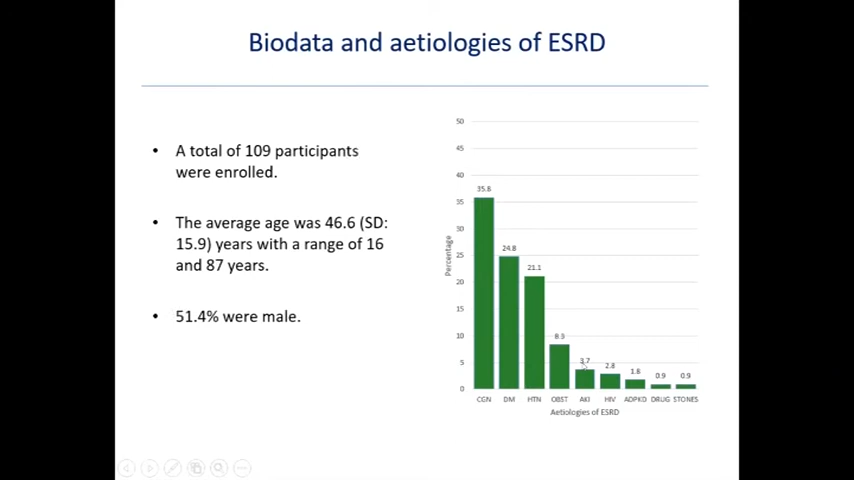 Biodata and aetiologies of ESRD
• A total of 109 participants
were enrolled.
• The average age was 46.6 (SD:
15.9) years with a range of 16
and 87 years.
• 51.4% were male.
50
45
40
35
30
25
20
15
10
5
0
Percentage
35.8
24.8
21.1
8.3
3.7
2.8
1.8
0.9
0.9
CGN DM HTN OBST AKI HIV ADPKD DRUG STONES
Aetiologies of ESRD